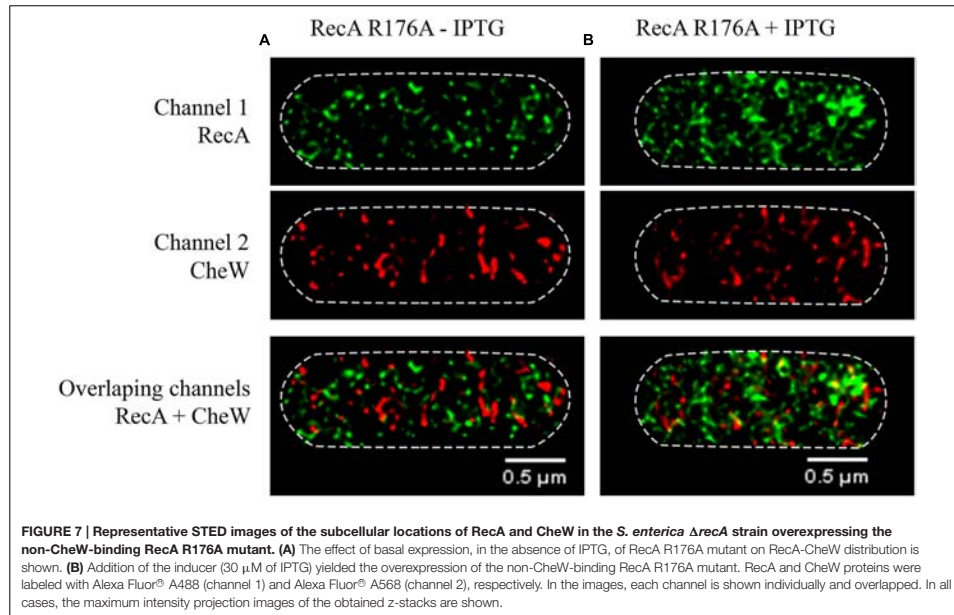 A RecA R176A - IPTG
B RecA R176A + IPTG
Channel 1
RecA
Channel 2
CheW
Overlaping channels
RecA + CheW
0.5 µm
0.5 µm
FIGURE 7 | Representative STED images of the subcellular locations of RecA and CheW in the S. enterica ΔrecA strain overexpressing the
non-CheW-binding RecA R176A mutant. (A) The effect of basal expression, in the absence of IPTG, of RecA R176A mutant on RecA-CheW distribution is
shown. (B) Addition of the inducer (30 µM of IPTG) yielded the overexpression of the non-CheW-binding RecA R176A mutant. RecA and CheW proteins were
labeled with Alexa Fluor® A488 (channel 1) and Alexa Fluor® A568 (channel 2), respectively. In the images, each channel is shown individually and overlapped. In all
cases, the maximum intensity projection images of the obtained z-stacks are shown.